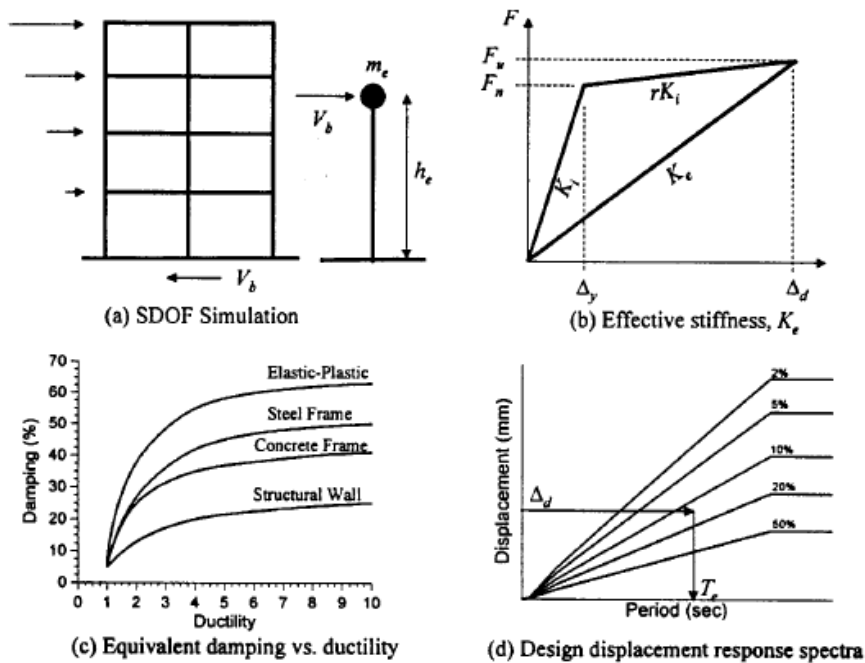 m_e
V_b
h_e
V_b
(a) SDOF Simulation
F
F_u
F_n
rK_i
K_i
K_e
Δ_y
Δ_d
(b) Effective stiffness, K_e
70
60
50
40
30
20
10
0
Damping (%)
Elastic-Plastic
Steel Frame
Concrete Frame
Structural Wall
0 1 2 3 4 5 6 7 8 9 10
Ductility
(c) Equivalent damping vs. ductility
Displacement (mm)
2%
5%
10%
20%
50%
Δ_d
T_e
Period (sec)
(d) Design displacement response spectra